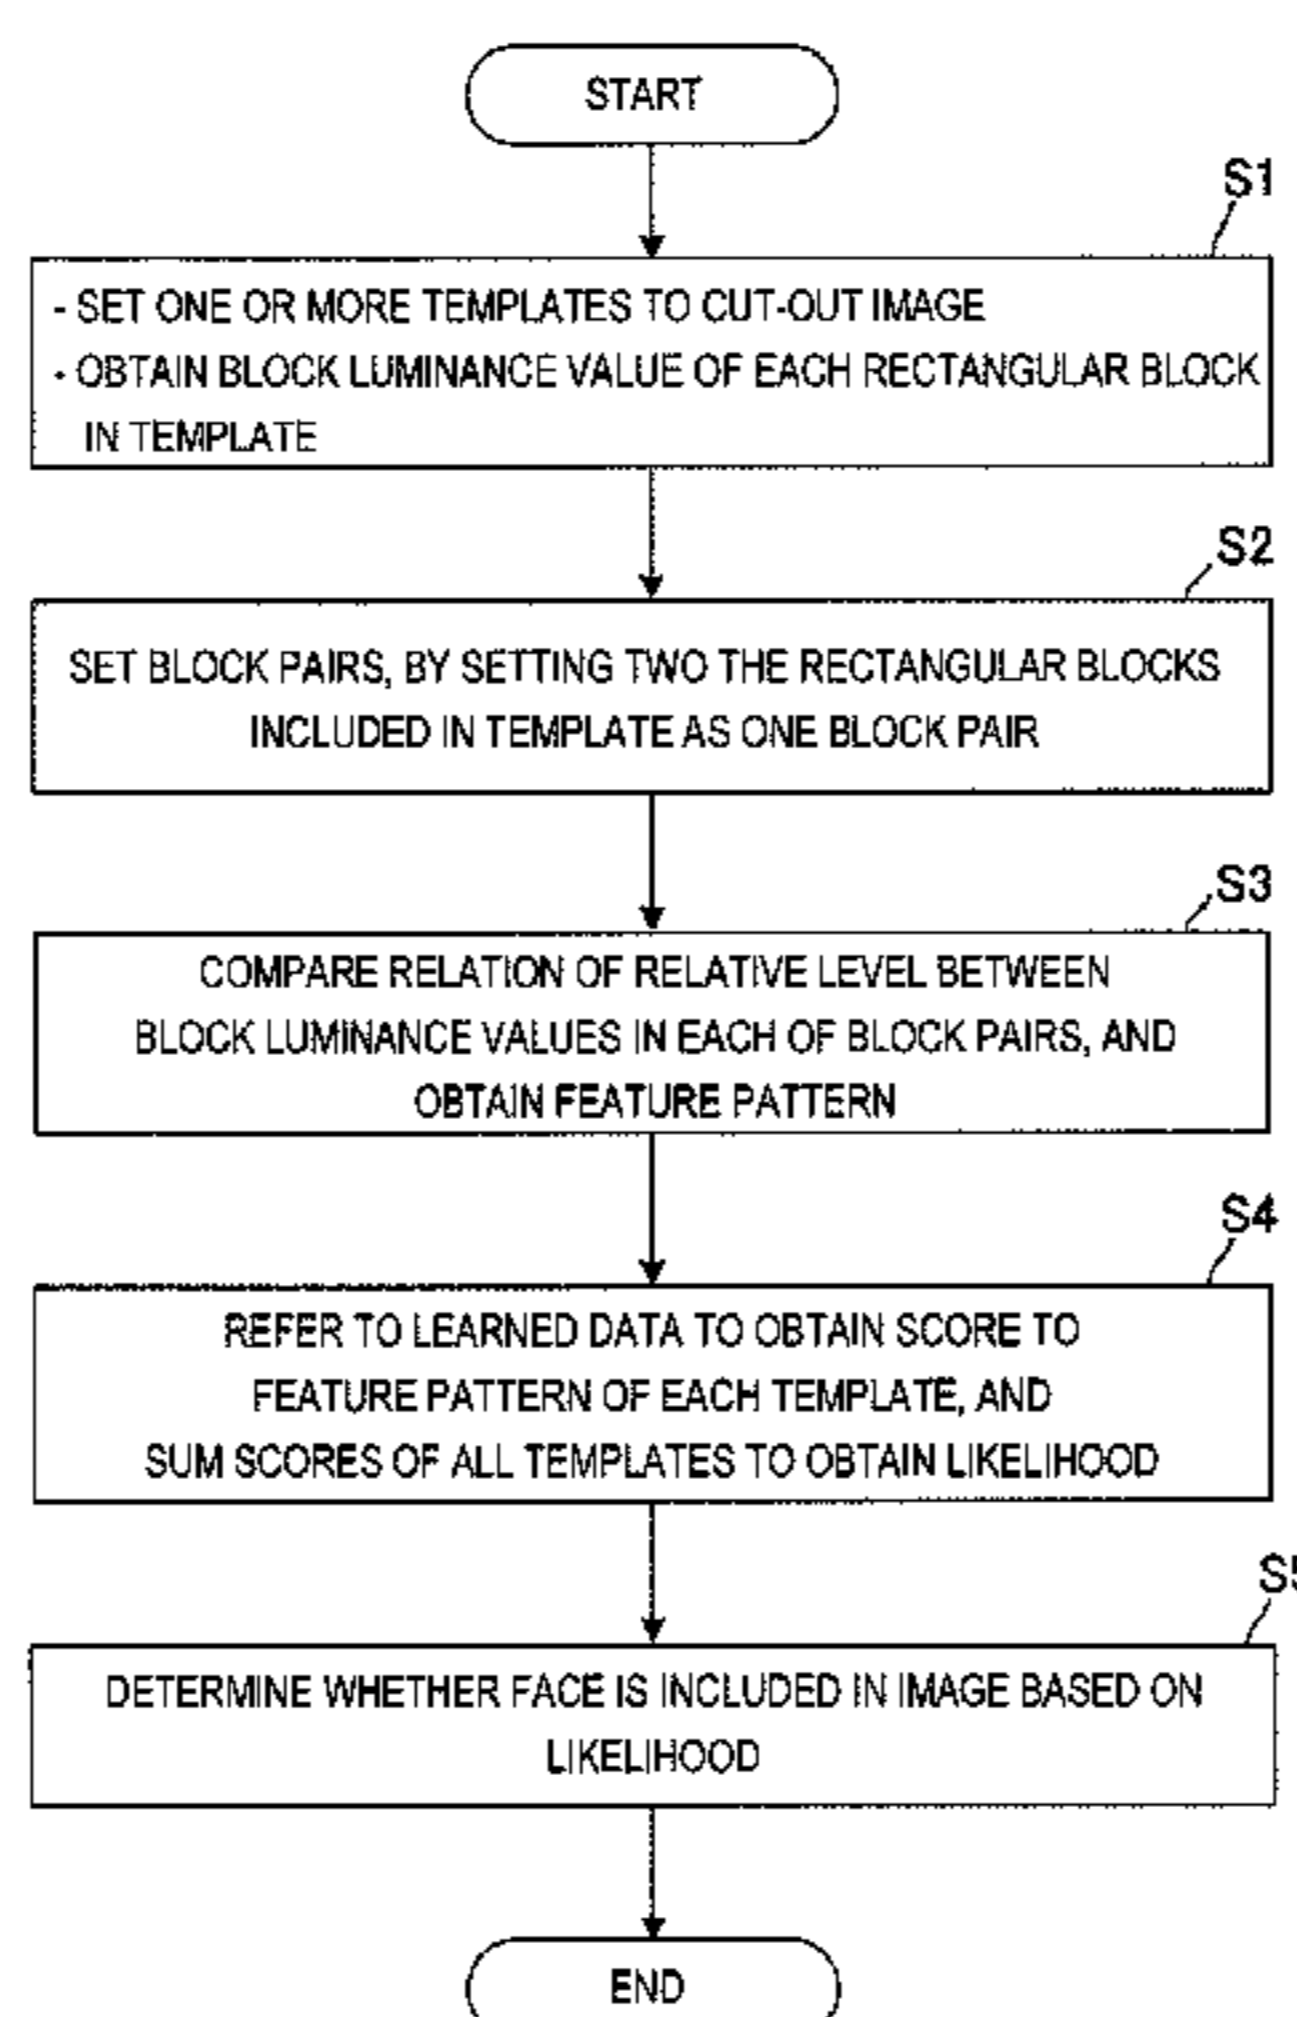 START
S1
- SET ONE OR MORE TEMPLATES TO CUT-OUT IMAGE
- OBTAIN BLOCK LUMINANCE VALUE OF EACH RECTANGULAR BLOCK
IN TEMPLATE
S2
SET BLOCK PAIRS, BY SETTING TWO THE RECTANGULAR BLOCKS
INCLUDED IN TEMPLATE AS ONE BLOCK PAIR
S3
COMPARE RELATION OF RELATIVE LEVEL BETWEEN
BLOCK LUMINANCE VALUES IN EACH OF BLOCK PAIRS, AND
OBTAIN FEATURE PATTERN
S4
REFER TO LEARNED DATA TO OBTAIN SCORE TO
FEATURE PATTERN OF EACH TEMPLATE, AND
SUM SCORES OF ALL TEMPLATES TO OBTAIN LIKELIHOOD
S5
DETERMINE WHETHER FACE IS INCLUDED IN IMAGE BASED ON
LIKELIHOOD
END